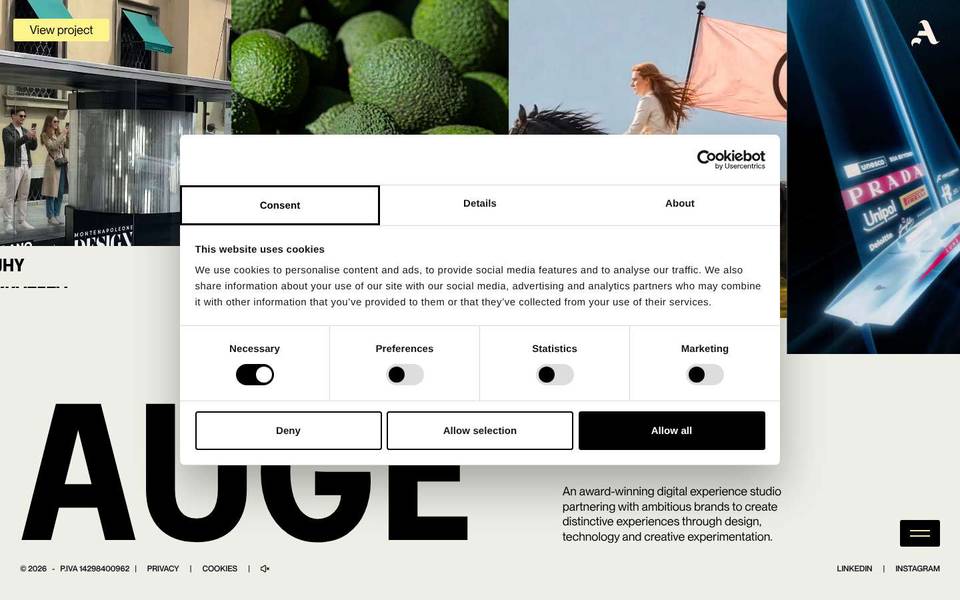 View project
A
MONTENAPOLEONE
DESIGN
unesco
PRADA
Unipol
Deloitte
Cookiebot
by Usercentrics
Consent
Details
About
This website uses cookies
We use cookies to personalise content and ads, to provide social media features and to analyse our traffic. We also
share information about your use of our site with our social media, advertising and analytics partners who may combine
it with other information that you've provided to them or that they've collected from your use of their services.
Necessary
Preferences
Statistics
Marketing
Deny
Allow selection
Allow all
AUGE
An award-winning digital experience studio
partnering with ambitious brands to create
distinctive experiences through design,
technology and creative experimentation.
© 2026 - P.IVA 14298400962 | PRIVACY | COOKIES |
LINKEDIN | INSTAGRAM